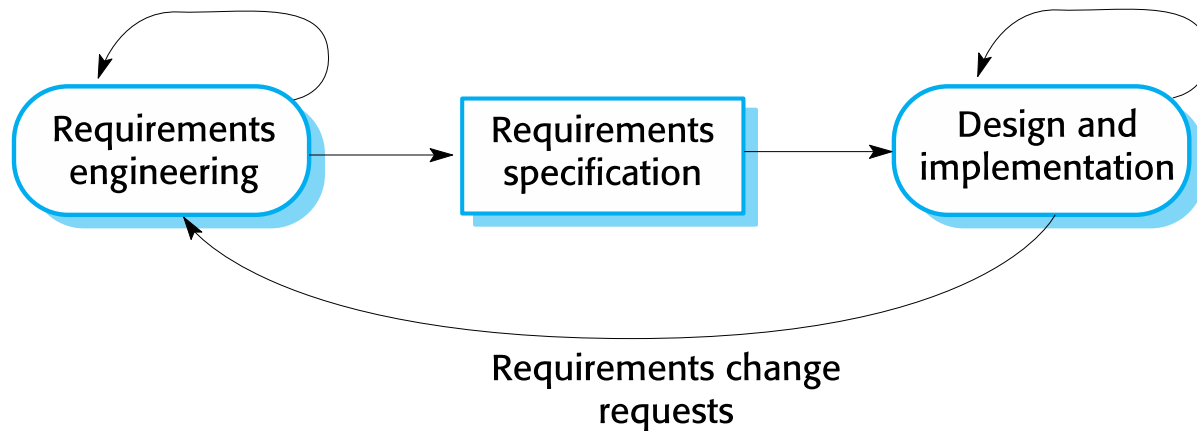 Requirements
engineering
Requirements
specification
Design and
implementation
Requirements change
requests